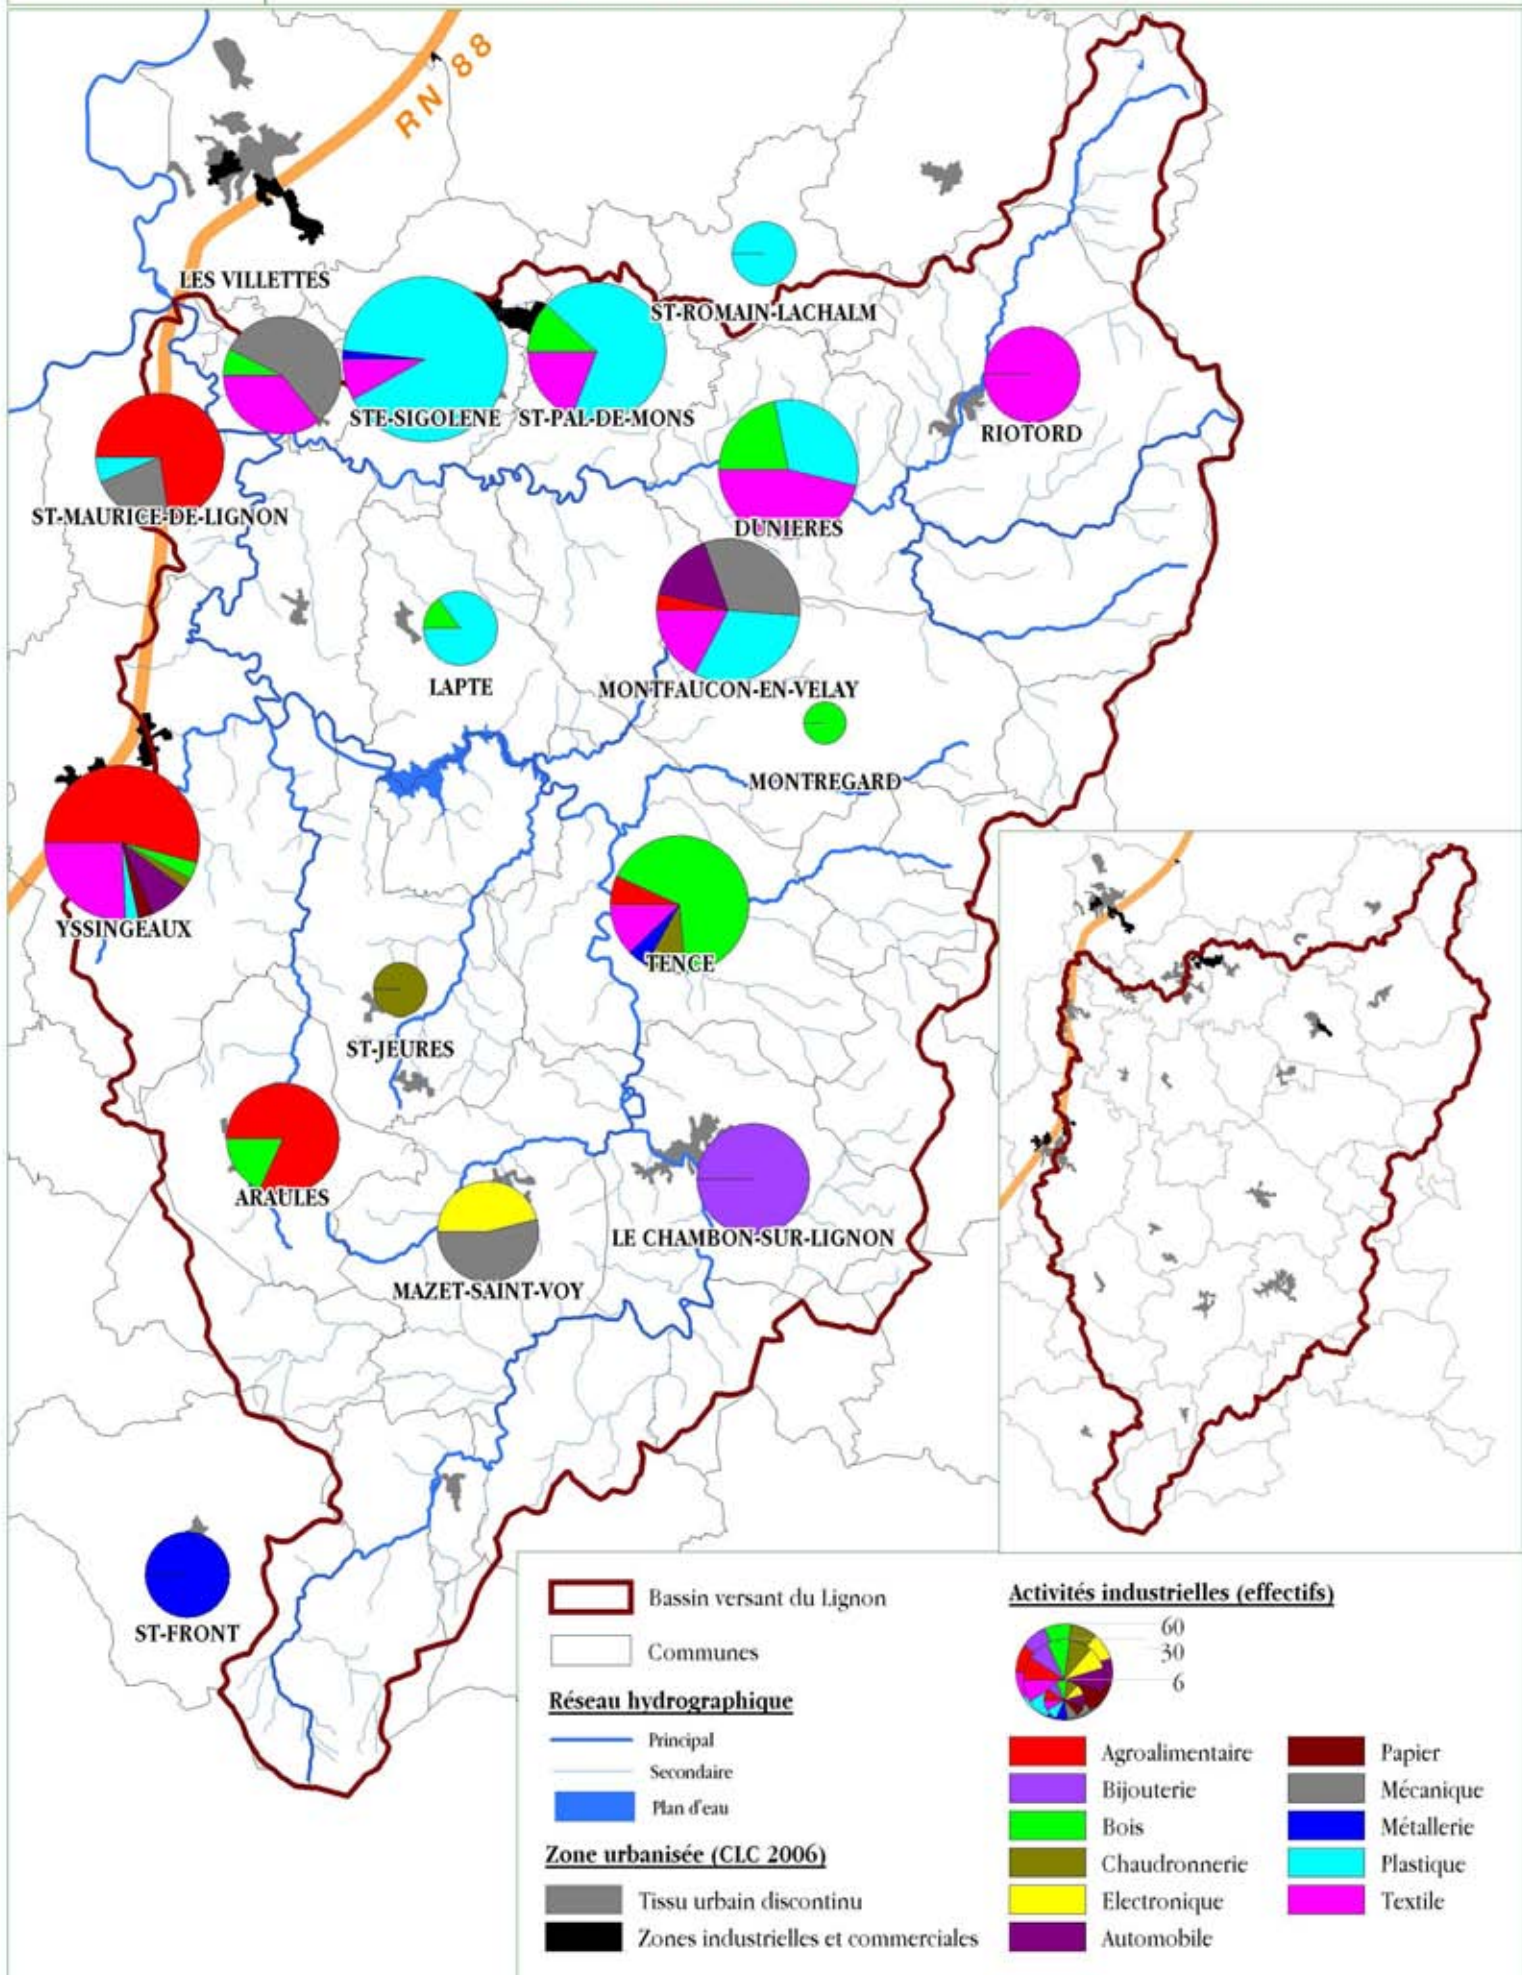 RN 88
LES VILLETTES
ST-ROMAIN-LACHALM
STE-SIGOLENE
ST-PAL-DE-MONS
RIOTORD
ST-MAURICE-DE-LIGNON
DUNIERES
LAPTE
MONTFAUCON-EN-VELAY
MONTREGARD
YSSINGEAUX
TENCE
ST-JEURES
ARAULES
LE CHAMBON-SUR-LIGNON
MAZET-SAINT-VOY
ST-FRONT
Bassin versant du Lignon
Communes
Réseau hydrographique
Principal
Secondaire
Plan d'eau
Zone urbanisée (CLC 2006)
Tissu urbain discontinu
Zones industrielles et commerciales
Activités industrielles (effectifs)
60
30
6
Agroalimentaire
Bijouterie
Bois
Chaudronnerie
Electronique
Automobile
Papier
Mécanique
Métallerie
Plastique
Textile